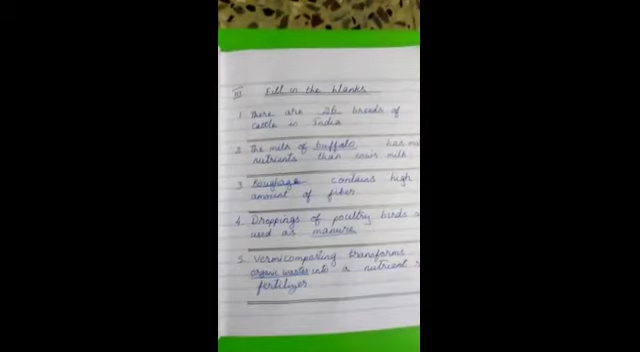 III Fill in the blanks
1. There are 26 breeds of
cattle in India
2. The milk of buffalo has
nutrients than cow's milk
3. Roughage contains high
amount of fiber
4. Droppings of poultry birds
used as manure
5. Vermicomposting transforms
organic wastes into a nutrient
fertilizer